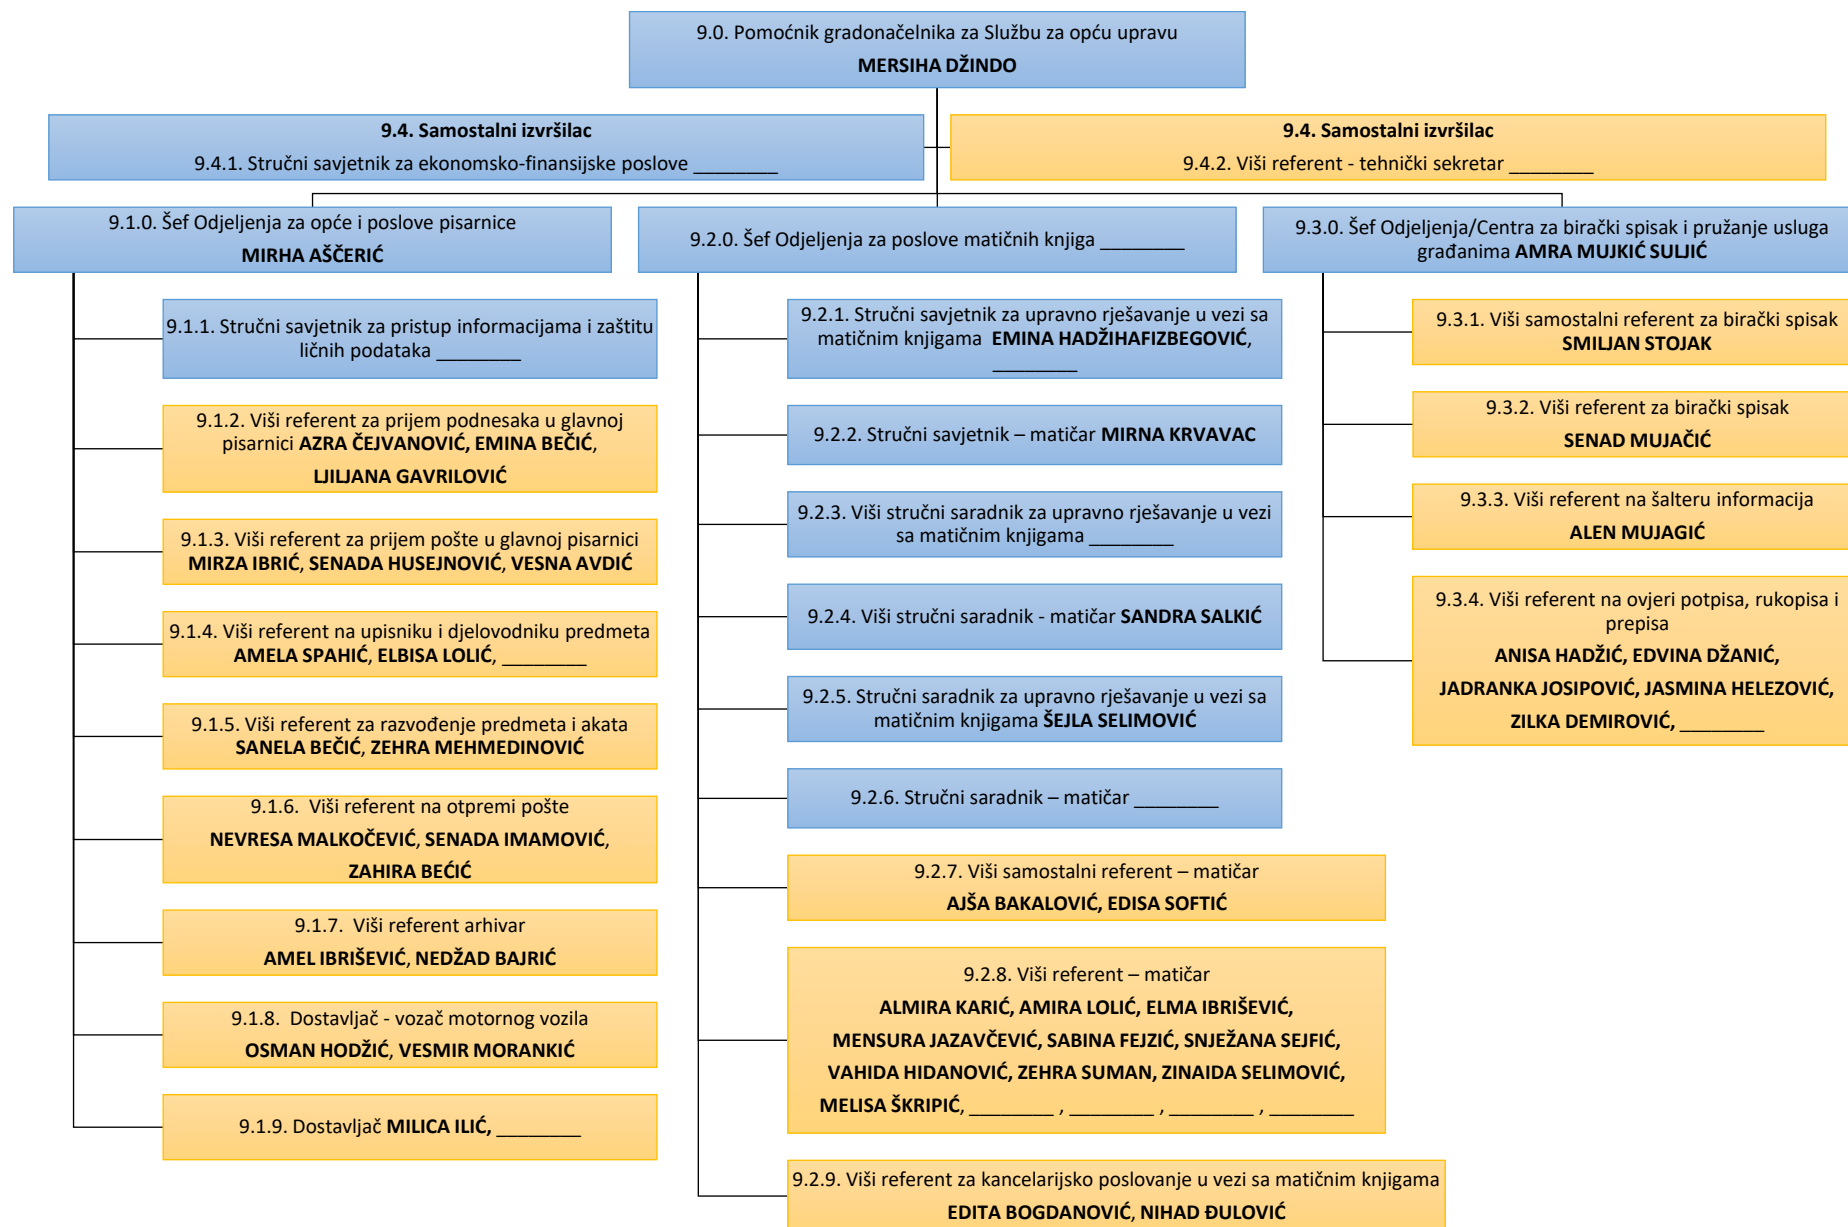 9.0. Pomoćnik gradonačelnika za Službu za opću upravu
MERSIHA DŽINDO
9.4. Samostalni izvršilac
9.4.1. Stručni savjetnik za ekonomsko-finansijske poslove ________
9.4. Samostalni izvršilac
9.4.2. Viši referent - tehnički sekretar ________
9.1.0. Šef Odjeljenja za opće i poslove pisarnice
MIRHA AŠČERIĆ
9.1.1. Stručni savjetnik za pristup informacijama i zaštitu
ličnih podataka ________
9.1.2. Viši referent za prijem podnesaka u glavnoj
pisarnici AZRA ČEJVANOVIĆ, EMINA BEČIĆ,
LJILJANA GAVRILOVIĆ
9.1.3. Viši referent za prijem pošte u glavnoj pisarnici
MIRZA IBRIĆ, SENADA HUSEJNOVIĆ, VESNA AVDIĆ
9.1.4. Viši referent na upisniku i djelovodniku predmeta
AMELA SPAHIĆ, ELBISA LOLIĆ, ________
9.1.5. Viši referent za razvođenje predmeta i akata
SANELA BEČIĆ, ZEHRA MEHMEDINOVIĆ
9.1.6. Viši referent na otpremi pošte
NEVRESA MALKOČEVIĆ, SENADA IMAMOVIĆ,
ZAHIRA BEĆIĆ
9.1.7. Viši referent arhivar
AMEL IBRIŠEVIĆ, NEDŽAD BAJRIĆ
9.1.8. Dostavljač - vozač motornog vozila
OSMAN HODŽIĆ, VESMIR MORANKIĆ
9.1.9. Dostavljač MILICA ILIĆ, ________
9.2.0. Šef Odjeljenja za poslove matičnih knjiga ________
9.2.1. Stručni savjetnik za upravno rješavanje u vezi sa
matičnim knjigama EMINA HADŽIHAFIZBEGOVIĆ,
________
9.2.2. Stručni savjetnik – matičar MIRNA KRVAVAC
9.2.3. Viši stručni saradnik za upravno rješavanje u vezi
sa matičnim knjigama ________
9.2.4. Viši stručni saradnik - matičar SANDRA SALKIĆ
9.2.5. Stručni saradnik za upravno rješavanje u vezi sa
matičnim knjigama ŠEJLA SELIMOVIĆ
9.2.6. Stručni saradnik – matičar ________
9.2.7. Viši samostalni referent – matičar
AJŠA BAKALOVIĆ, EDISA SOFTIĆ
9.2.8. Viši referent – matičar
ALMIRA KARIĆ, AMIRA LOLIĆ, ELMA IBRIŠEVIĆ,
MENSURA JAZAVČEVIĆ, SABINA FEJZIĆ, SNJEŽANA SEJFIĆ,
VAHIDA HIDANOVIĆ, ZEHRA SUMAN, ZINAIDA SELIMOVIĆ,
MELISA ŠKRIPIĆ, ________ , ________ , ________ , ________
9.2.9. Viši referent za kancelarijsko poslovanje u vezi sa matičnim knjigama
EDITA BOGDANOVIĆ, NIHAD ĐULOVIĆ
9.3.0. Šef Odjeljenja/Centra za birački spisak i pružanje usluga
građanima AMRA MUJKIĆ SULJIĆ
9.3.1. Viši samostalni referent za birački spisak
SMILJAN STOJAK
9.3.2. Viši referent za birački spisak
SENAD MUJAČIĆ
9.3.3. Viši referent na šalteru informacija
ALEN MUJAGIĆ
9.3.4. Viši referent na ovjeri potpisa, rukopisa i
prepisa
ANISA HADŽIĆ, EDVINA DŽANIĆ,
JADRANKA JOSIPOVIĆ, JASMINA HELEZOVIĆ,
ZILKA DEMIROVIĆ, ________